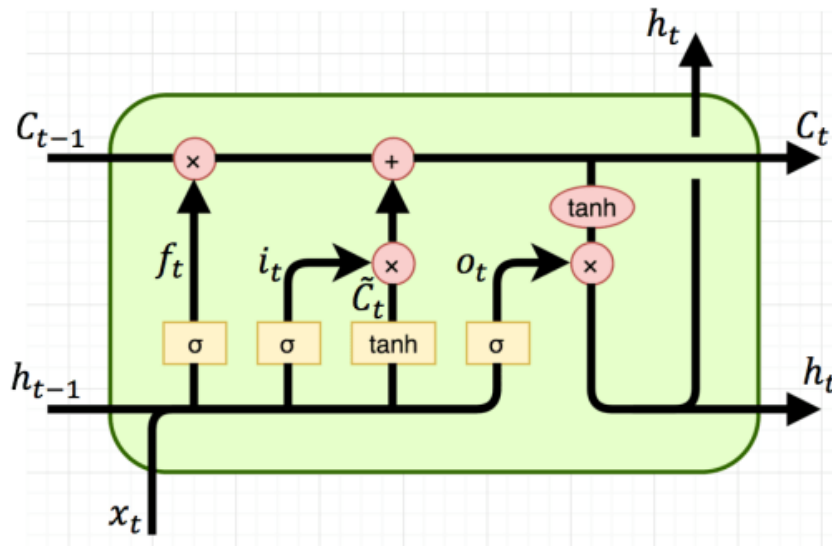 h_t
C_{t-1}
C_t
×
+
tanh
f_t
i_t
×
o_t
×
C̃_t
σ
σ
tanh
σ
h_{t-1}
h_t
x_t